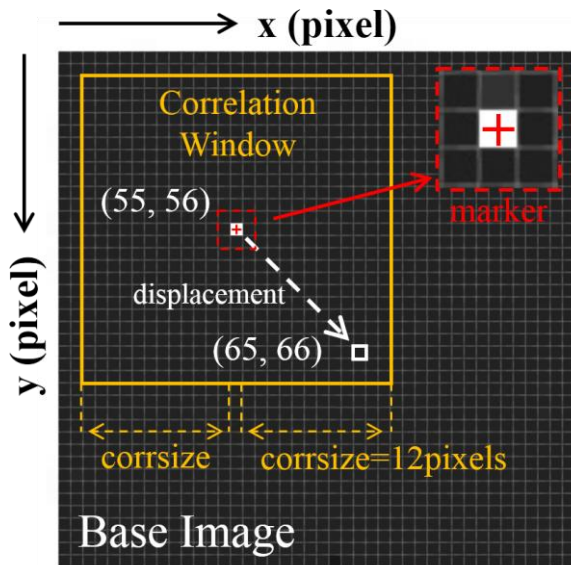 x (pixel)
y (pixel)
Correlation
Window
(55, 56)
marker
displacement
(65, 66)
corrsize
corrsize=12pixels
Base Image